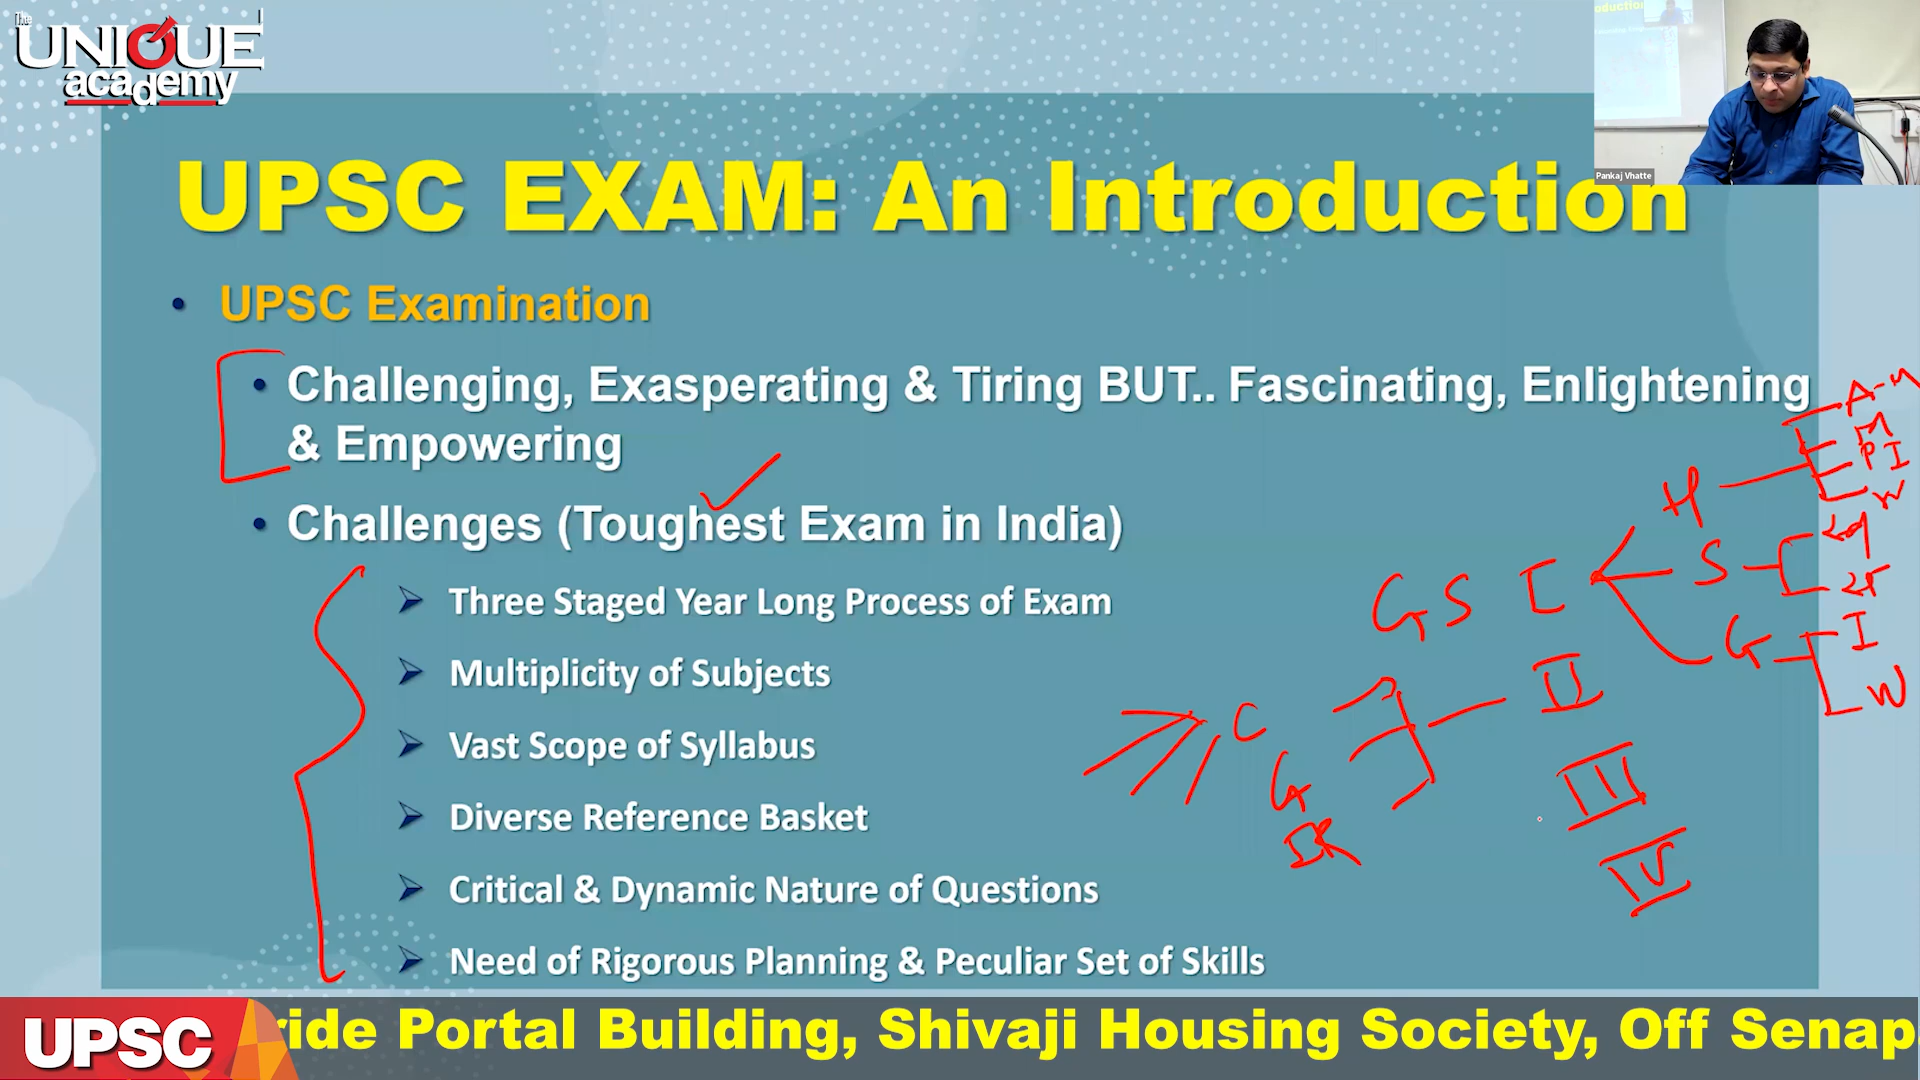 The
UNIQUE
academy
oduction
Pankaj Vhatte
UPSC EXAM: An Introduction
• UPSC Examination
• Challenging, Exasperating & Tiring BUT.. Fascinating, Enlightening
& Empowering
• Challenges (Toughest Exam in India)
Three Staged Year Long Process of Exam
Multiplicity of Subjects
Vast Scope of Syllabus
Diverse Reference Basket
Critical & Dynamic Nature of Questions
Need of Rigorous Planning & Peculiar Set of Skills
GS I
H
S
G
I
W
II
C
G
IR
III
IV
UPSC
ride Portal Building, Shivaji Housing Society, Off Senap